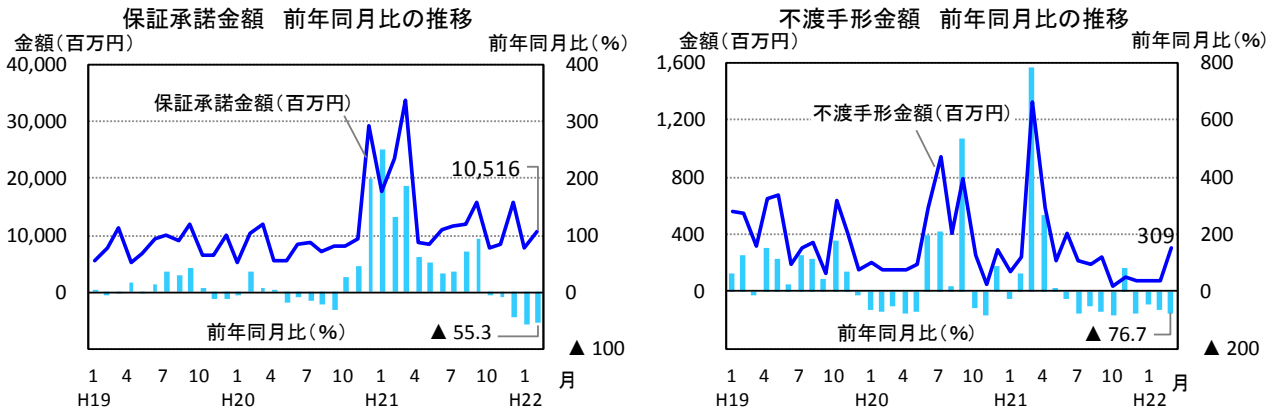 保証承諾金額　前年同月比の推移
金額(百万円)
前年同月比(%)
40,000
30,000
20,000
10,000
0
400
300
200
100
0
▲ 100
保証承諾金額(百万円)
10,516
前年同月比(%)
▲ 55.3
1 4 7 10 1 4 7 10 1 4 7 10 1 月
H19 H20 H21 H22
不渡手形金額　前年同月比の推移
金額(百万円)
前年同月比(%)
1,600
1,200
800
400
0
800
600
400
200
0
▲ 200
不渡手形金額(百万円)
309
前年同月比(%)
▲ 76.7
1 4 7 10 1 4 7 10 1 4 7 10 1 月
H19 H20 H21 H22